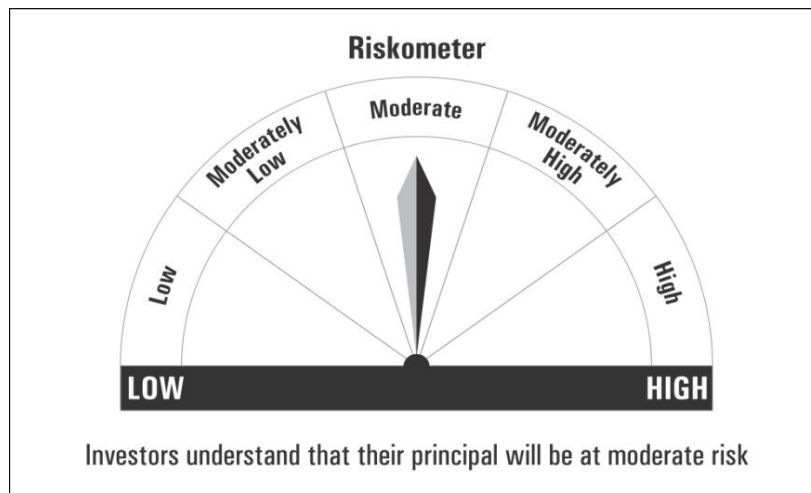 Riskometer
Low
Moderately
Low
Moderate
Moderately
High
High
LOW
HIGH
Investors understand that their principal will be at moderate risk